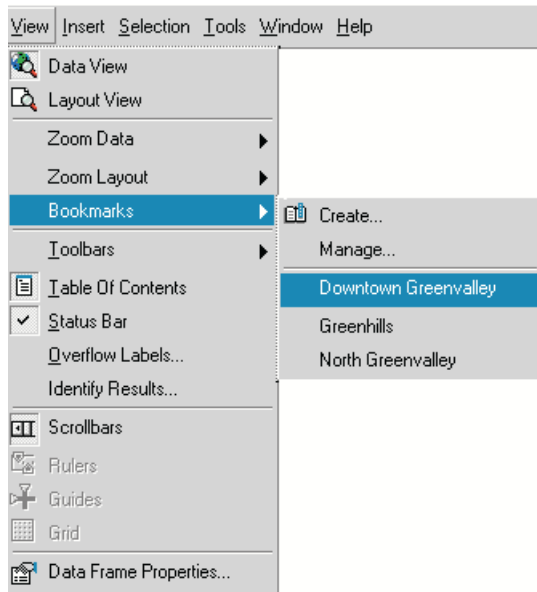 View Insert Selection Tools Window Help
Data View
Layout View
Zoom Data
Zoom Layout
Bookmarks
Create...
Manage...
Downtown Greenvalley
Greenhills
North Greenvalley
Toolbars
Table Of Contents
Status Bar
Overflow Labels...
Identify Results...
Scrollbars
Rulers
Guides
Grid
Data Frame Properties...